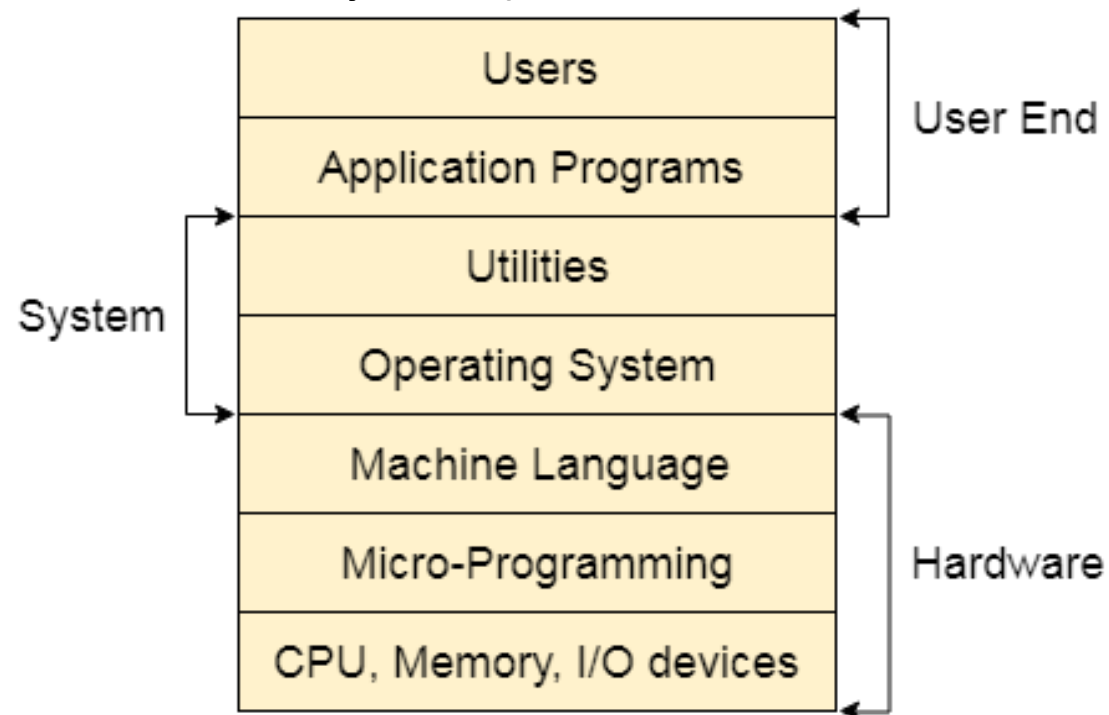 Users
User End
Application Programs
Utilities
System
Operating System
Machine Language
Micro-Programming
Hardware
CPU, Memory, I/O devices